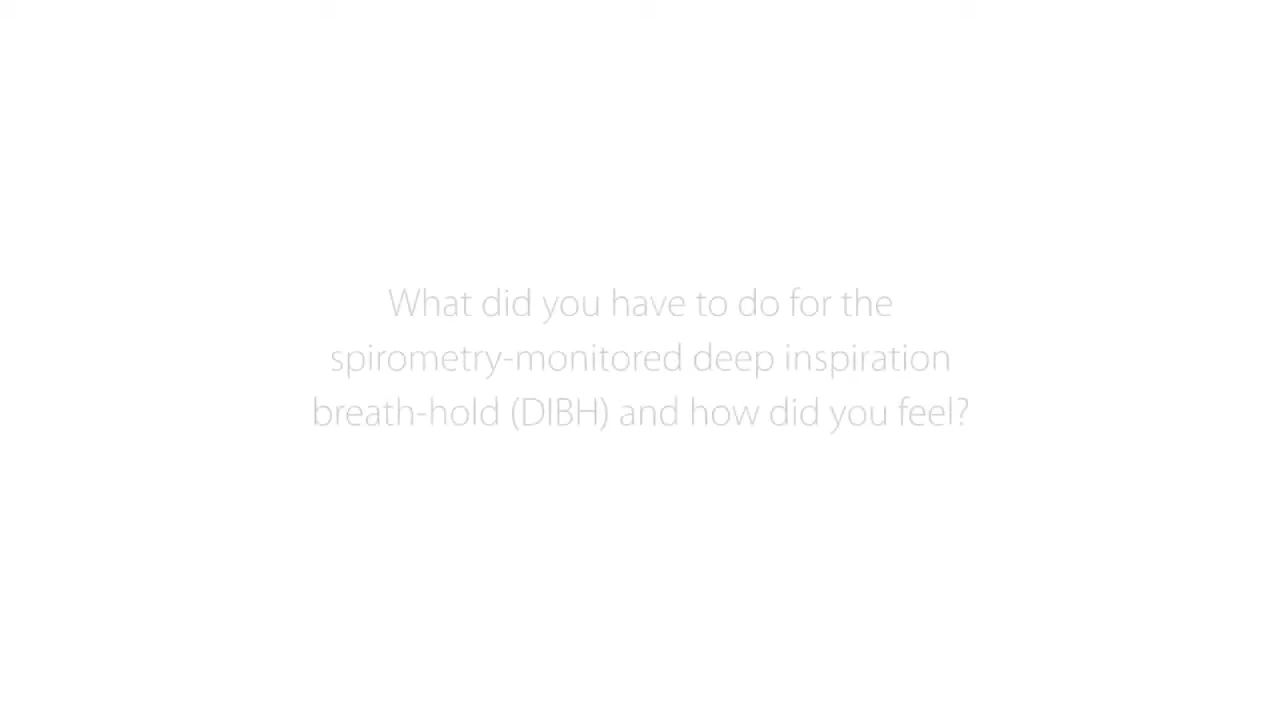 What did you have to do for the
spirometry-monitored deep inspiration
breath-hold (DIBH) and how did you feel?